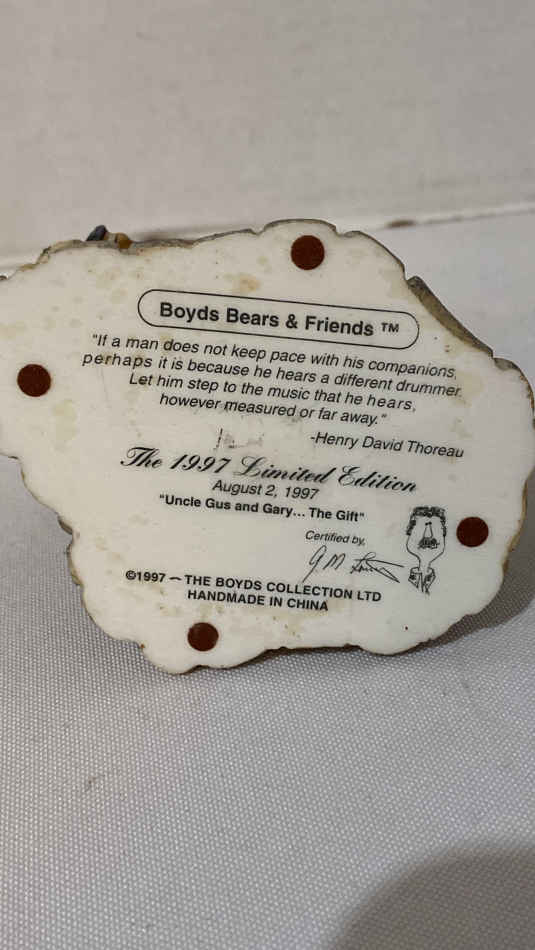 Boyds Bears & Friends ™
"If a man does not keep pace with his companions,
perhaps it is because he hears a different drummer.
Let him step to the music that he hears,
however measured or far away."
-Henry David Thoreau
The 1997 Limited Edition
August 2, 1997
"Uncle Gus and Gary... The Gift"
Certified by,
©1997 — THE BOYDS COLLECTION LTD
HANDMADE IN CHINA